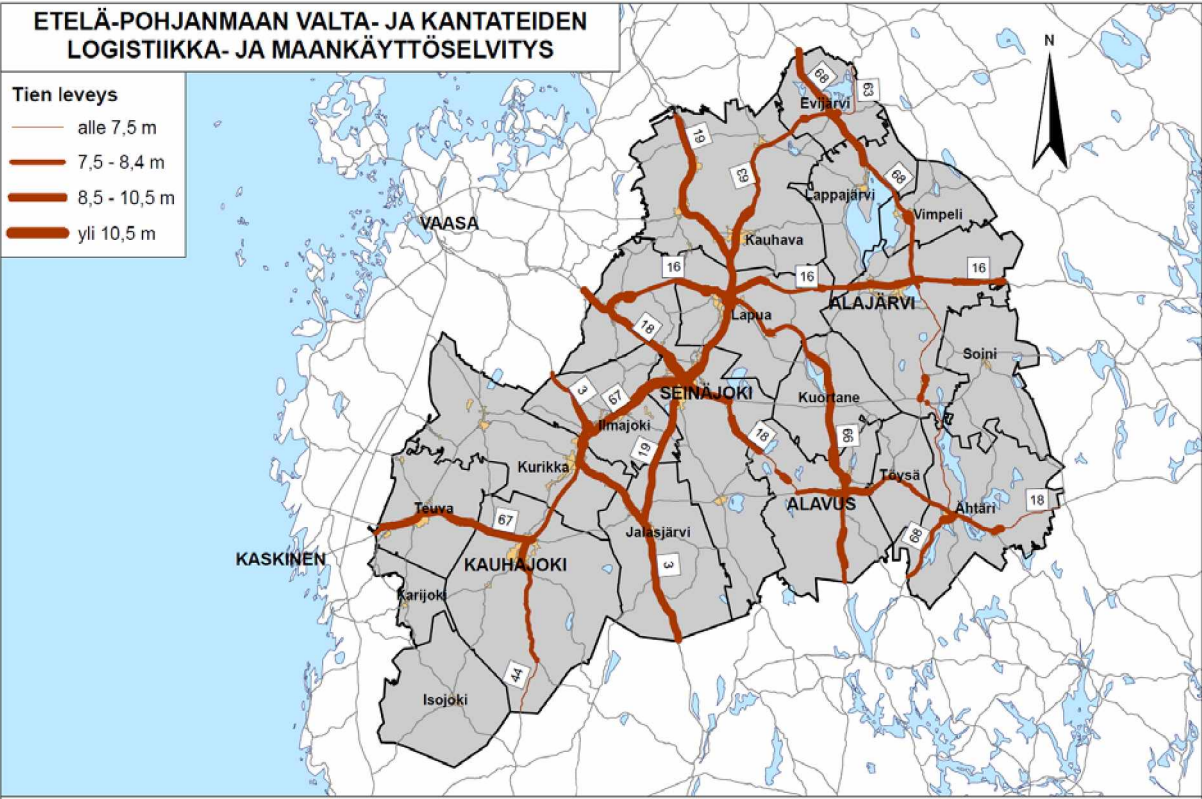 ETELÄ-POHJANMAAN VALTA- JA KANTATEIDEN
LOGISTIIKKA- JA MAANKÄYTTÖSELVITYS
Tien leveys
alle 7,5 m
7,5 - 8,4 m
8,5 - 10,5 m
yli 10,5 m
N
68
63
Evijärvi
19
63
68
Lappajärvi
Vimpeli
VAASA
Kauhava
16
16
16
ALAJÄRVI
Lapua
18
Soini
3
67
SEINÄJOKI
Kuortane
Ilmajoki
18
66
19
Kurikka
Töysä
18
ALAVUS
Ähtäri
Teuva
67
Jalasjärvi
68
KASKINEN
KAUHAJOKI
3
Karijoki
44
Isojoki